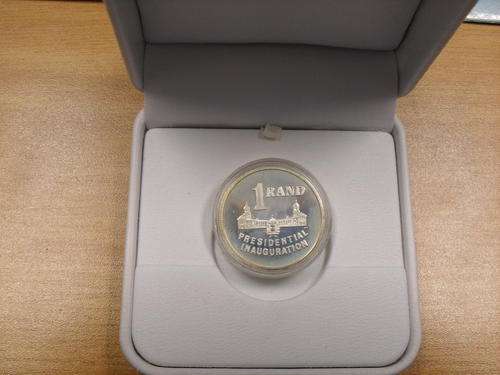 1 RAND
PRESIDENTIAL
INAUGURATION